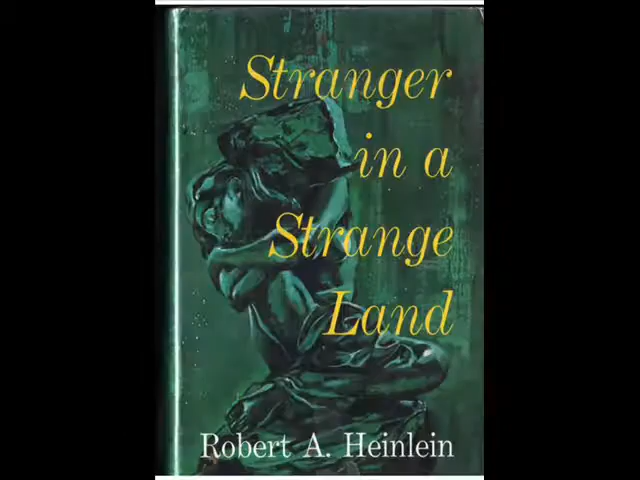 Stranger
in a
Strange
Land
Robert A. Heinlein